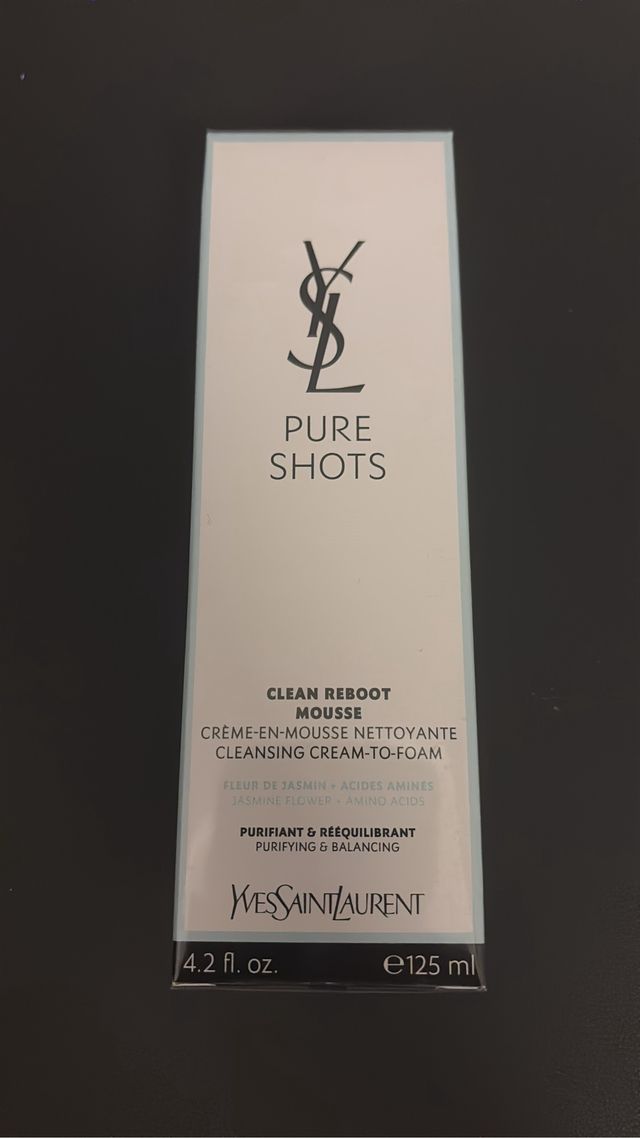 YSL
PURE
SHOTS
CLEAN REBOOT
MOUSSE
CRÈME-EN-MOUSSE NETTOYANTE
CLEANSING CREAM-TO-FOAM
FLEUR DE JASMIN + ACIDES AMINÉS
JASMINE FLOWER + AMINO ACIDS
PURIFIANT & RÉÉQUILIBRANT
PURIFYING & BALANCING
YVESSAINTLAURENT
4.2 fl. oz. ℮125 ml